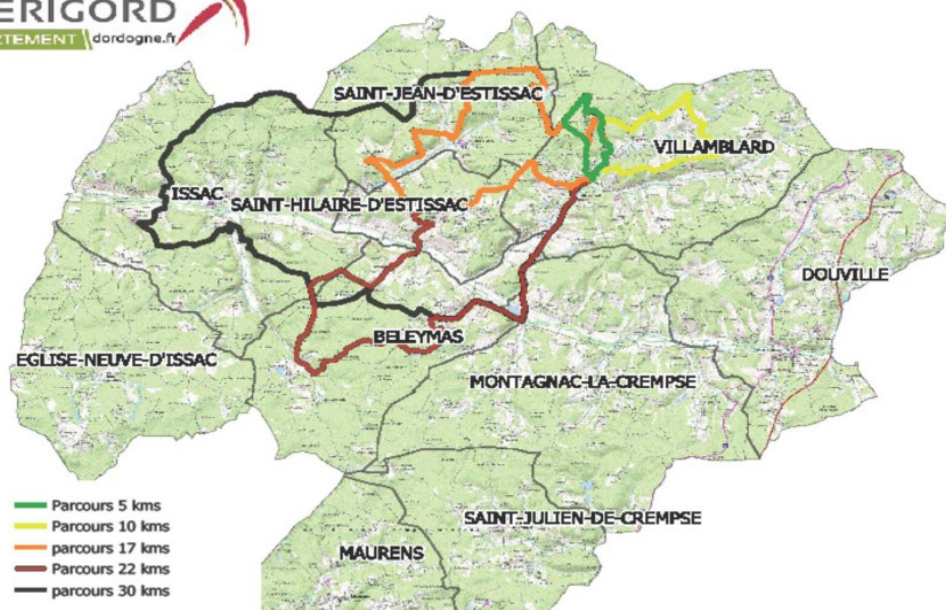 ERIGORD
RTEMENT dordogne.fr
SAINT-JEAN-D'ESTISSAC
VILLAMBLARD
ISSAC
SAINT-HILAIRE-D'ESTISSAC
DOUVILLE
BELEYMAS
EGLISE-NEUVE-D'ISSAC
MONTAGNAC-LA-CREMPSE
Parcours 5 kms
Parcours 10 kms
parcours 17 kms
Parcours 22 kms
parcours 30 kms
SAINT-JULIEN-DE-CREMPSE
MAURENS